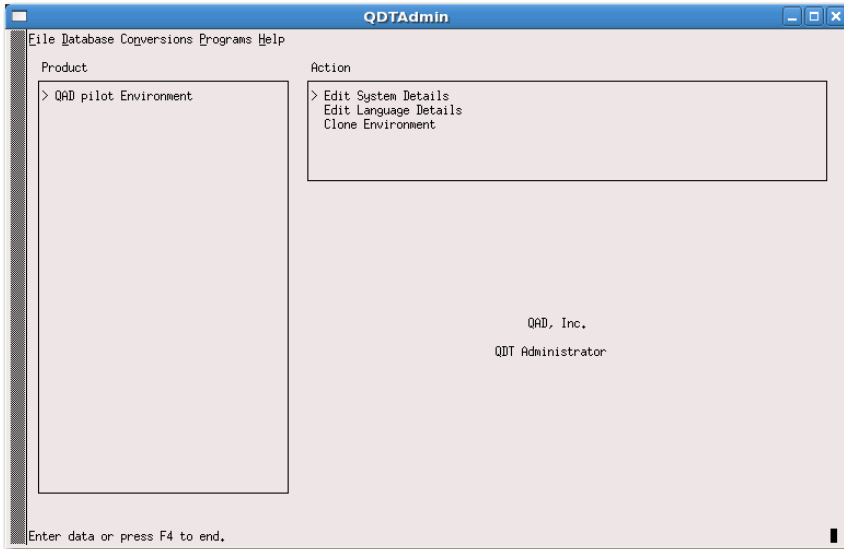 QDTAdmin
File Database Conversions Programs Help
Product
Action
> QAD pilot Environment
> Edit System Details
Edit Language Details
Clone Environment
QAD, Inc.
QDT Administrator
Enter data or press F4 to end.